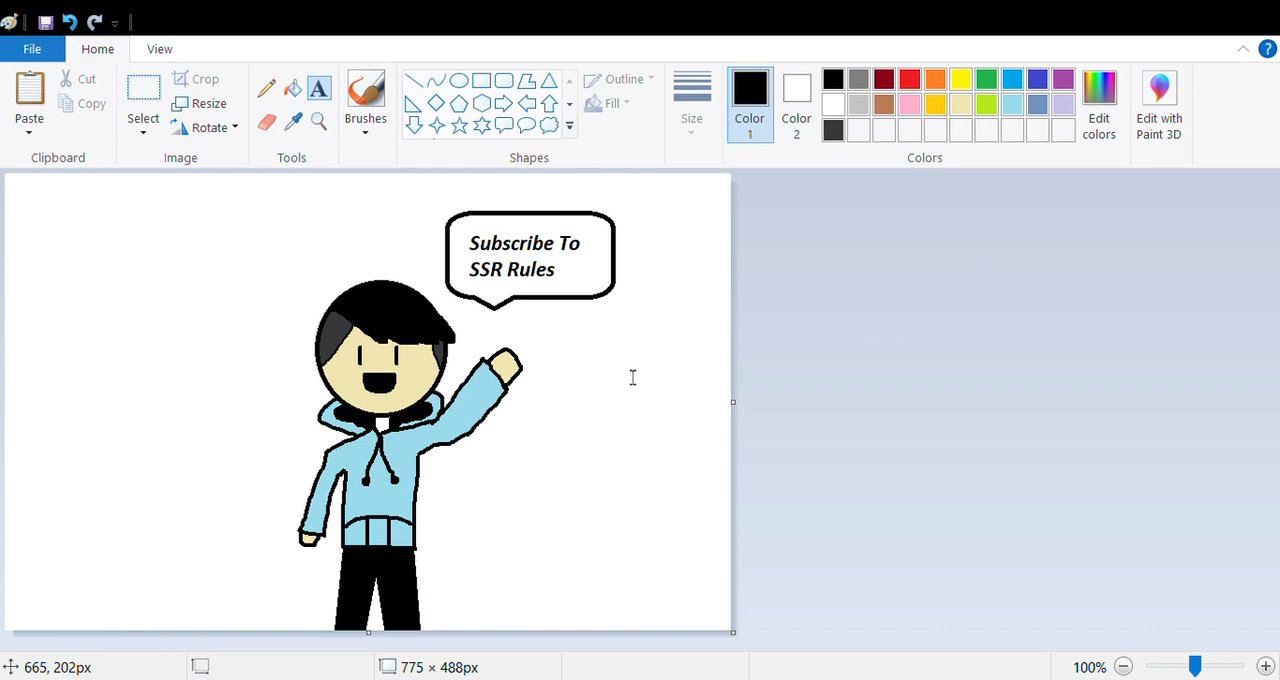 File
Home
View
Paste
Cut
Copy
Clipboard
Select
Crop
Resize
Rotate
Image
A
Tools
Brushes
Shapes
Outline
Fill
Size
Color
1
Color
2
Edit
colors
Colors
Edit with
Paint 3D
?
Subscribe To
SSR Rules
665, 202px
775 × 488px
100%